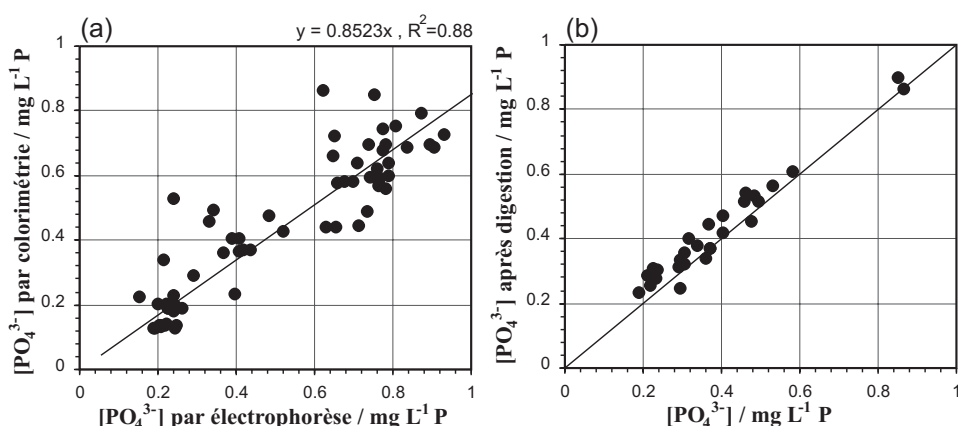 (a)
y = 0.8523x , R²=0.88
[PO₄³⁻] par colorimétrie / mg L⁻¹ P
1
0.8
0.6
0.4
0.2
0
0 0.2 0.4 0.6 0.8 1
[PO₄³⁻] par électrophorèse / mg L⁻¹ P
(b)
[PO₄³⁻] après digestion / mg L⁻¹ P
1
0.8
0.6
0.4
0.2
0
0 0.2 0.4 0.6 0.8 1
[PO₄³⁻] / mg L⁻¹ P